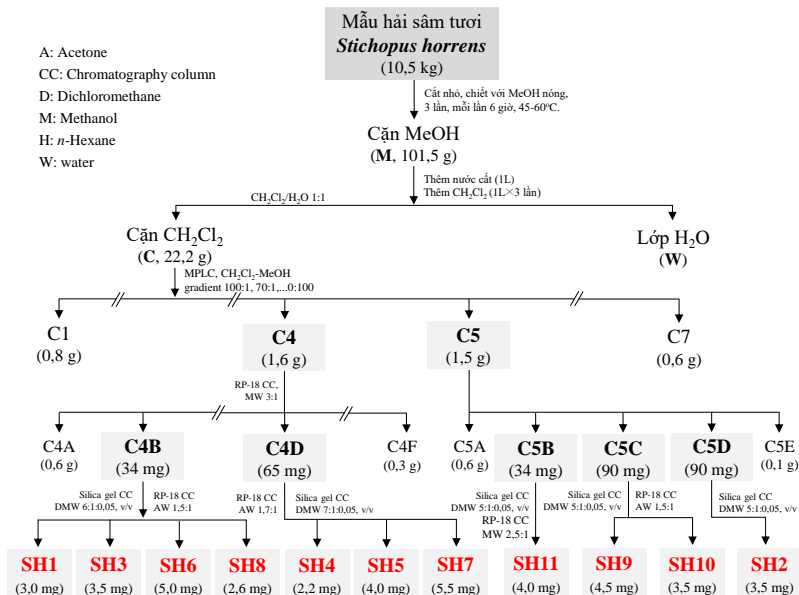 Mẫu hải sâm tươi
Stichopus horrens
(10,5 kg)
A: Acetone
CC: Chromatography column
D: Dichloromethane
M: Methanol
H: n-Hexane
W: water
Cắt nhỏ, chiết với MeOH nóng,
3 lần, mỗi lần 6 giờ, 45-60ºC.
Cặn MeOH
(M, 101,5 g)
Thêm nước cất (1L)
Thêm CH₂Cl₂ (1L×3 lần)
CH₂Cl₂/H₂O 1:1
Cặn CH₂Cl₂
(C, 22,2 g)
Lớp H₂O
(W)
MPLC, CH₂Cl₂-MeOH
gradient 100:1, 70:1,...0:100
C1
(0,8 g)
C4
(1,6 g)
C5
(1,5 g)
C7
(0,6 g)
RP-18 CC,
MW 3:1
C4A
(0,6 g)
C4B
(34 mg)
C4D
(65 mg)
C4F
(0,3 g)
C5A
(0,6 g)
C5B
(34 mg)
C5C
(90 mg)
C5D
(90 mg)
C5E
(0,1 g)
Silica gel CC
DMW 6:1:0,05, v/v
RP-18 CC
AW 1,5:1
RP-18 CC
AW 1,7:1
Silica gel CC
DMW 7:1:0,05, v/v
Silica gel CC
DMW 5:1:0,05, v/v
RP-18 CC
MW 2,5:1
Silica gel CC
DMW 5:1:0,05, v/v
RP-18 CC
AW 1,5:1
Silica gel CC
DMW 5:1:0,05, v/v
SH1
(3,0 mg)
SH3
(3,5 mg)
SH6
(5,0 mg)
SH8
(2,6 mg)
SH4
(2,2 mg)
SH5
(4,0 mg)
SH7
(5,5 mg)
SH11
(4,0 mg)
SH9
(4,5 mg)
SH10
(3,5 mg)
SH2
(3,5 mg)